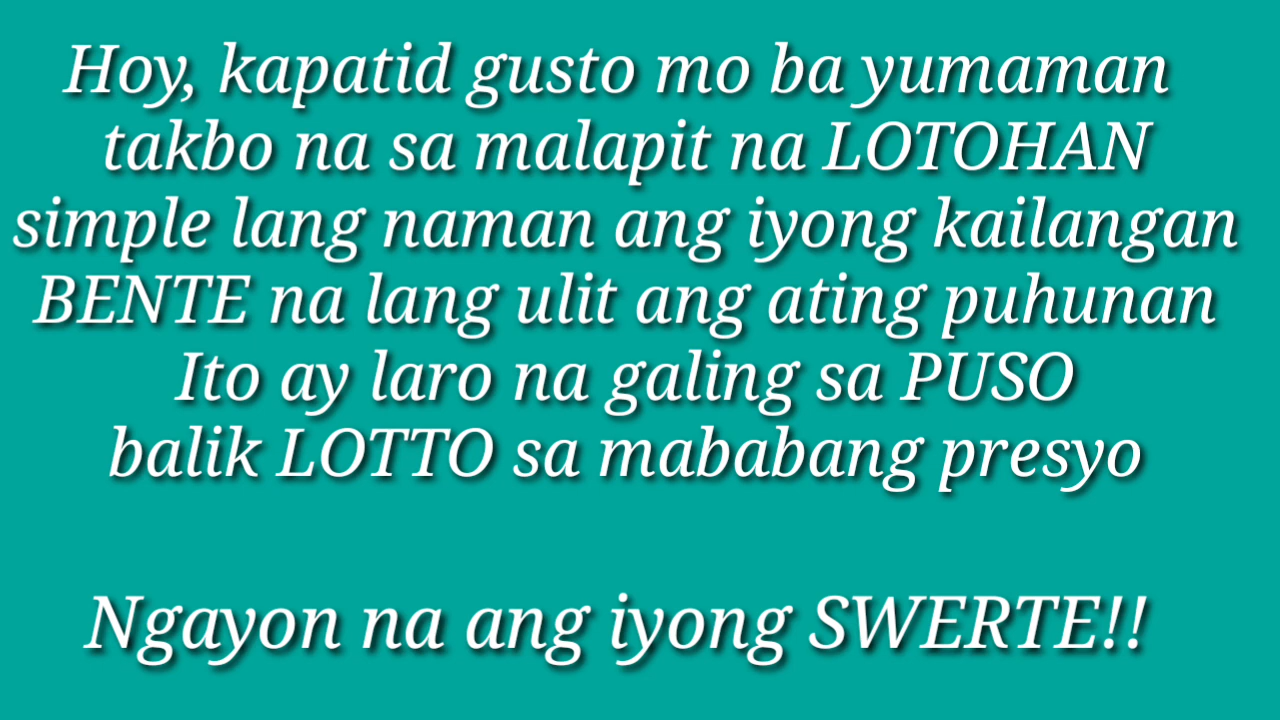 Hoy, kapatid gusto mo ba yumaman
takbo na sa malapit na LOTOHAN
simple lang naman ang iyong kailangan
BENTE na lang ulit ang ating puhunan
Ito ay laro na galing sa PUSO
balik LOTTO sa mababang presyo
Ngayon na ang iyong SWERTE!!